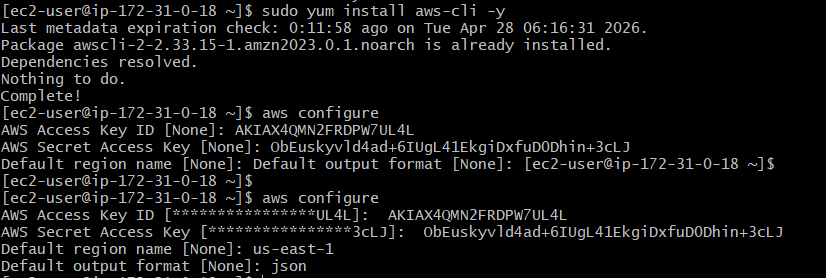 [ec2-user@ip-172-31-0-18 ~]$ sudo yum install aws-cli -y
Last metadata expiration check: 0:11:58 ago on Tue Apr 28 06:16:31 2026.
Package awscli-2-2.33.15-1.amzn2023.0.1.noarch is already installed.
Dependencies resolved.
Nothing to do.
Complete!
[ec2-user@ip-172-31-0-18 ~]$ aws configure
AWS Access Key ID [None]: AKIAX4QMN2FRDPW7UL4L
AWS Secret Access Key [None]: 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
Default region name [None]: Default output format [None]: [ec2-user@ip-172-31-0-18 ~]$
[ec2-user@ip-172-31-0-18 ~]$
[ec2-user@ip-172-31-0-18 ~]$ aws configure
AWS Access Key ID [****************UL4L]:  AKIAX4QMN2FRDPW7UL4L
AWS Secret Access Key [****************3cLJ]:  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
Default region name [None]: us-east-1
Default output format [None]: json